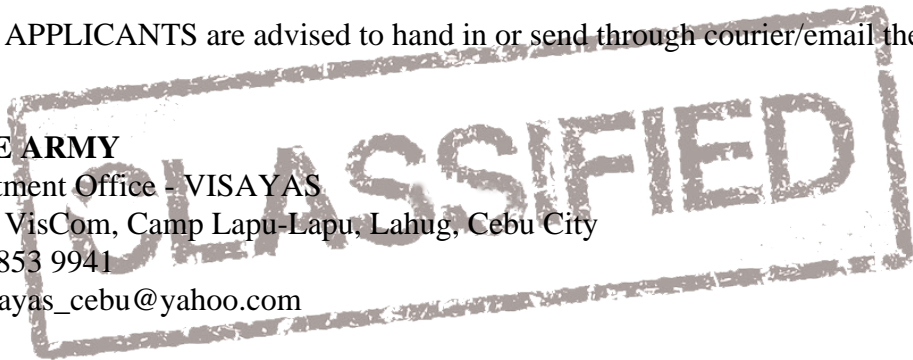 APPLICANTS are advised to hand in or send through courier/email the
E ARMY
tment Office - VISAYAS
VisCom, Camp Lapu-Lapu, Lahug, Cebu City
853 9941
ayas_cebu@yahoo.com
CLASSIFIED